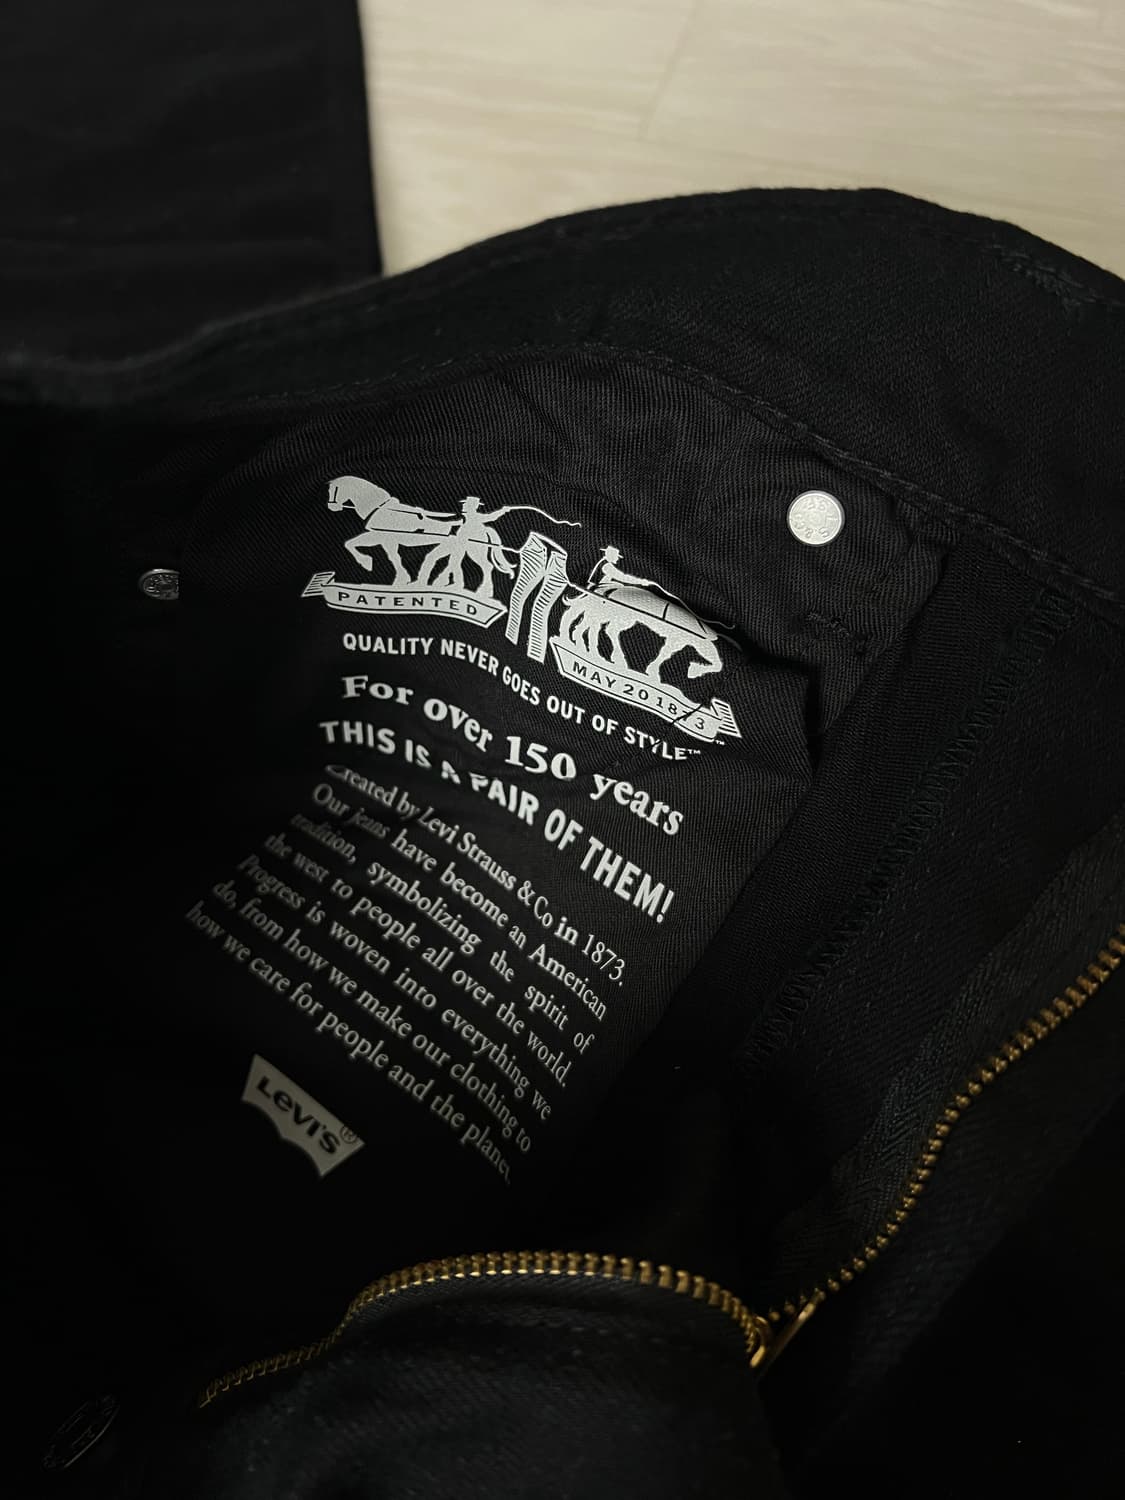 PATENTED
MAY 20 1873
QUALITY NEVER GOES OUT OF STYLE™
For over 150 years
THIS IS A PAIR OF THEM!
Created by Levi Strauss & Co in 1873.
Our jeans have become an American
tradition, symbolizing the spirit of
the west to people all over the world.
Progress is woven into everything we
do, from how we make our clothing to
how we care for people and the planet.
LEVI'S®